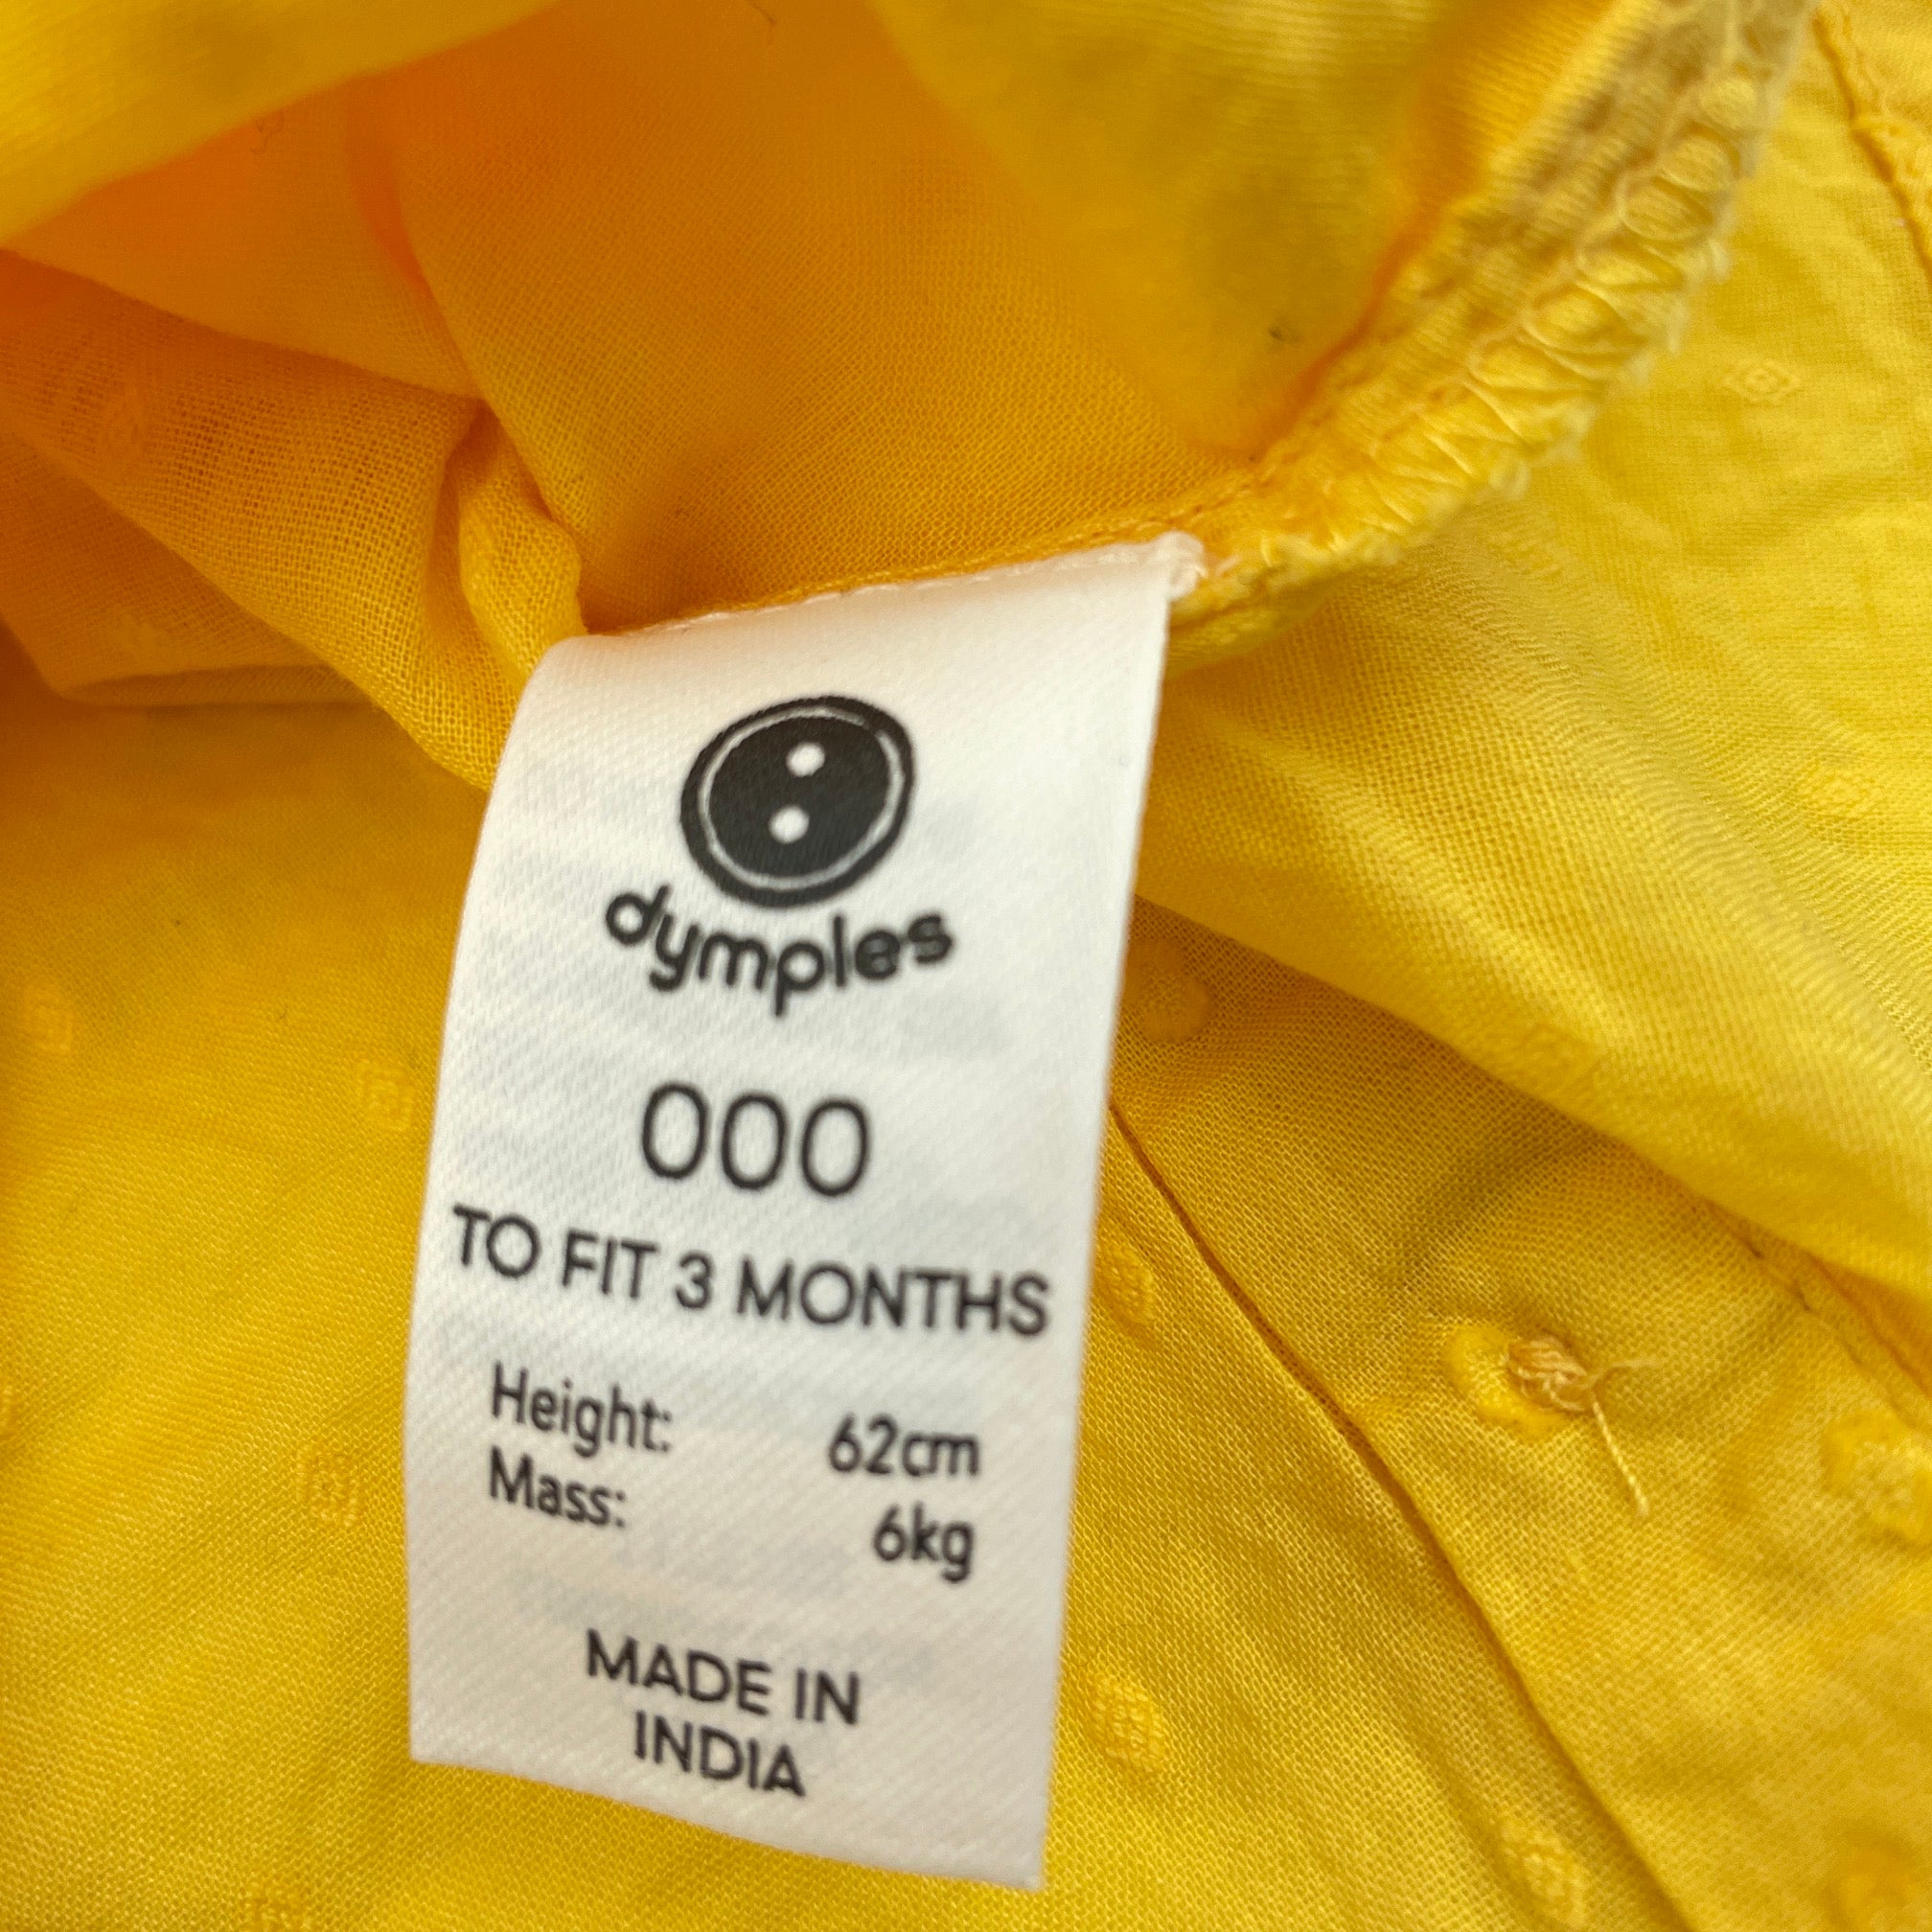 dymples
000
TO FIT 3 MONTHS
Height: 62cm
Mass: 6kg
MADE IN
INDIA